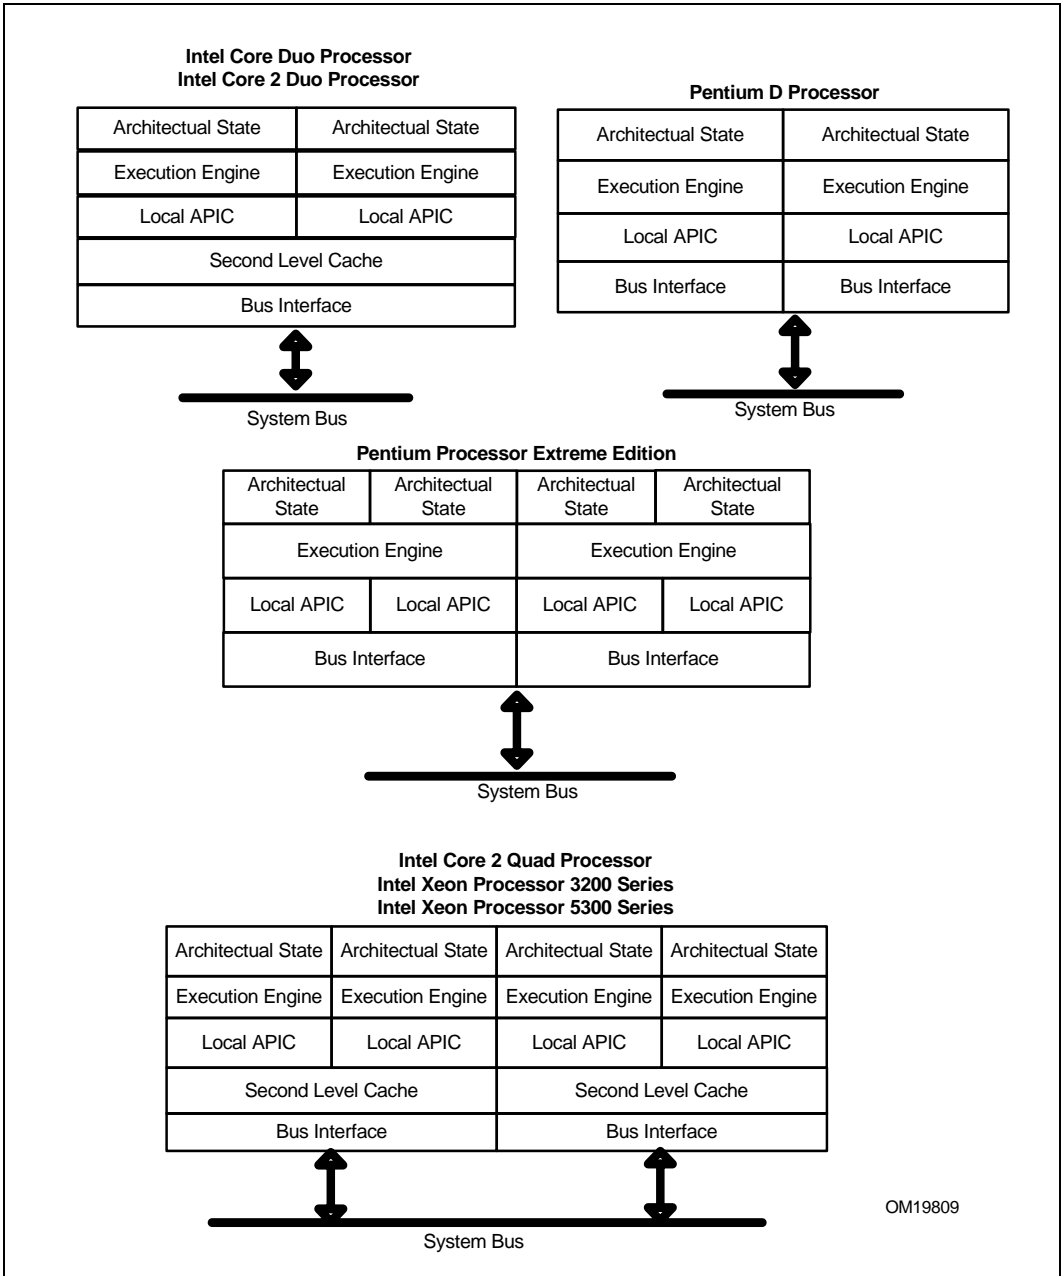 Intel Core Duo Processor
Intel Core 2 Duo Processor
Architectual State Architectual State
Execution Engine Execution Engine
Local APIC Local APIC
Second Level Cache
Bus Interface
System Bus
Pentium D Processor
Architectual State Architectual State
Execution Engine Execution Engine
Local APIC Local APIC
Bus Interface Bus Interface
System Bus
Pentium Processor Extreme Edition
Architectual Architectual Architectual Architectual
State State State State
Execution Engine Execution Engine
Local APIC Local APIC Local APIC Local APIC
Bus Interface Bus Interface
System Bus
Intel Core 2 Quad Processor
Intel Xeon Processor 3200 Series
Intel Xeon Processor 5300 Series
Architectual State Architectual State Architectual State Architectual State
Execution Engine Execution Engine Execution Engine Execution Engine
Local APIC Local APIC Local APIC Local APIC
Second Level Cache Second Level Cache
Bus Interface Bus Interface
System Bus
OM19809